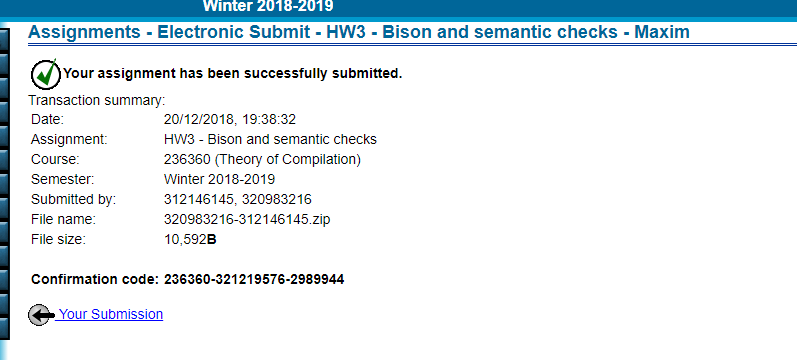 Winter 2018-2019
Assignments - Electronic Submit - HW3 - Bison and semantic checks - Maxim
Your assignment has been successfully submitted.
Transaction summary:
Date: 20/12/2018, 19:38:32
Assignment: HW3 - Bison and semantic checks
Course: 236360 (Theory of Compilation)
Semester: Winter 2018-2019
Submitted by: 312146145, 320983216
File name: 320983216-312146145.zip
File size: 10,592B
Confirmation code: 236360-321219576-2989944
Your Submission